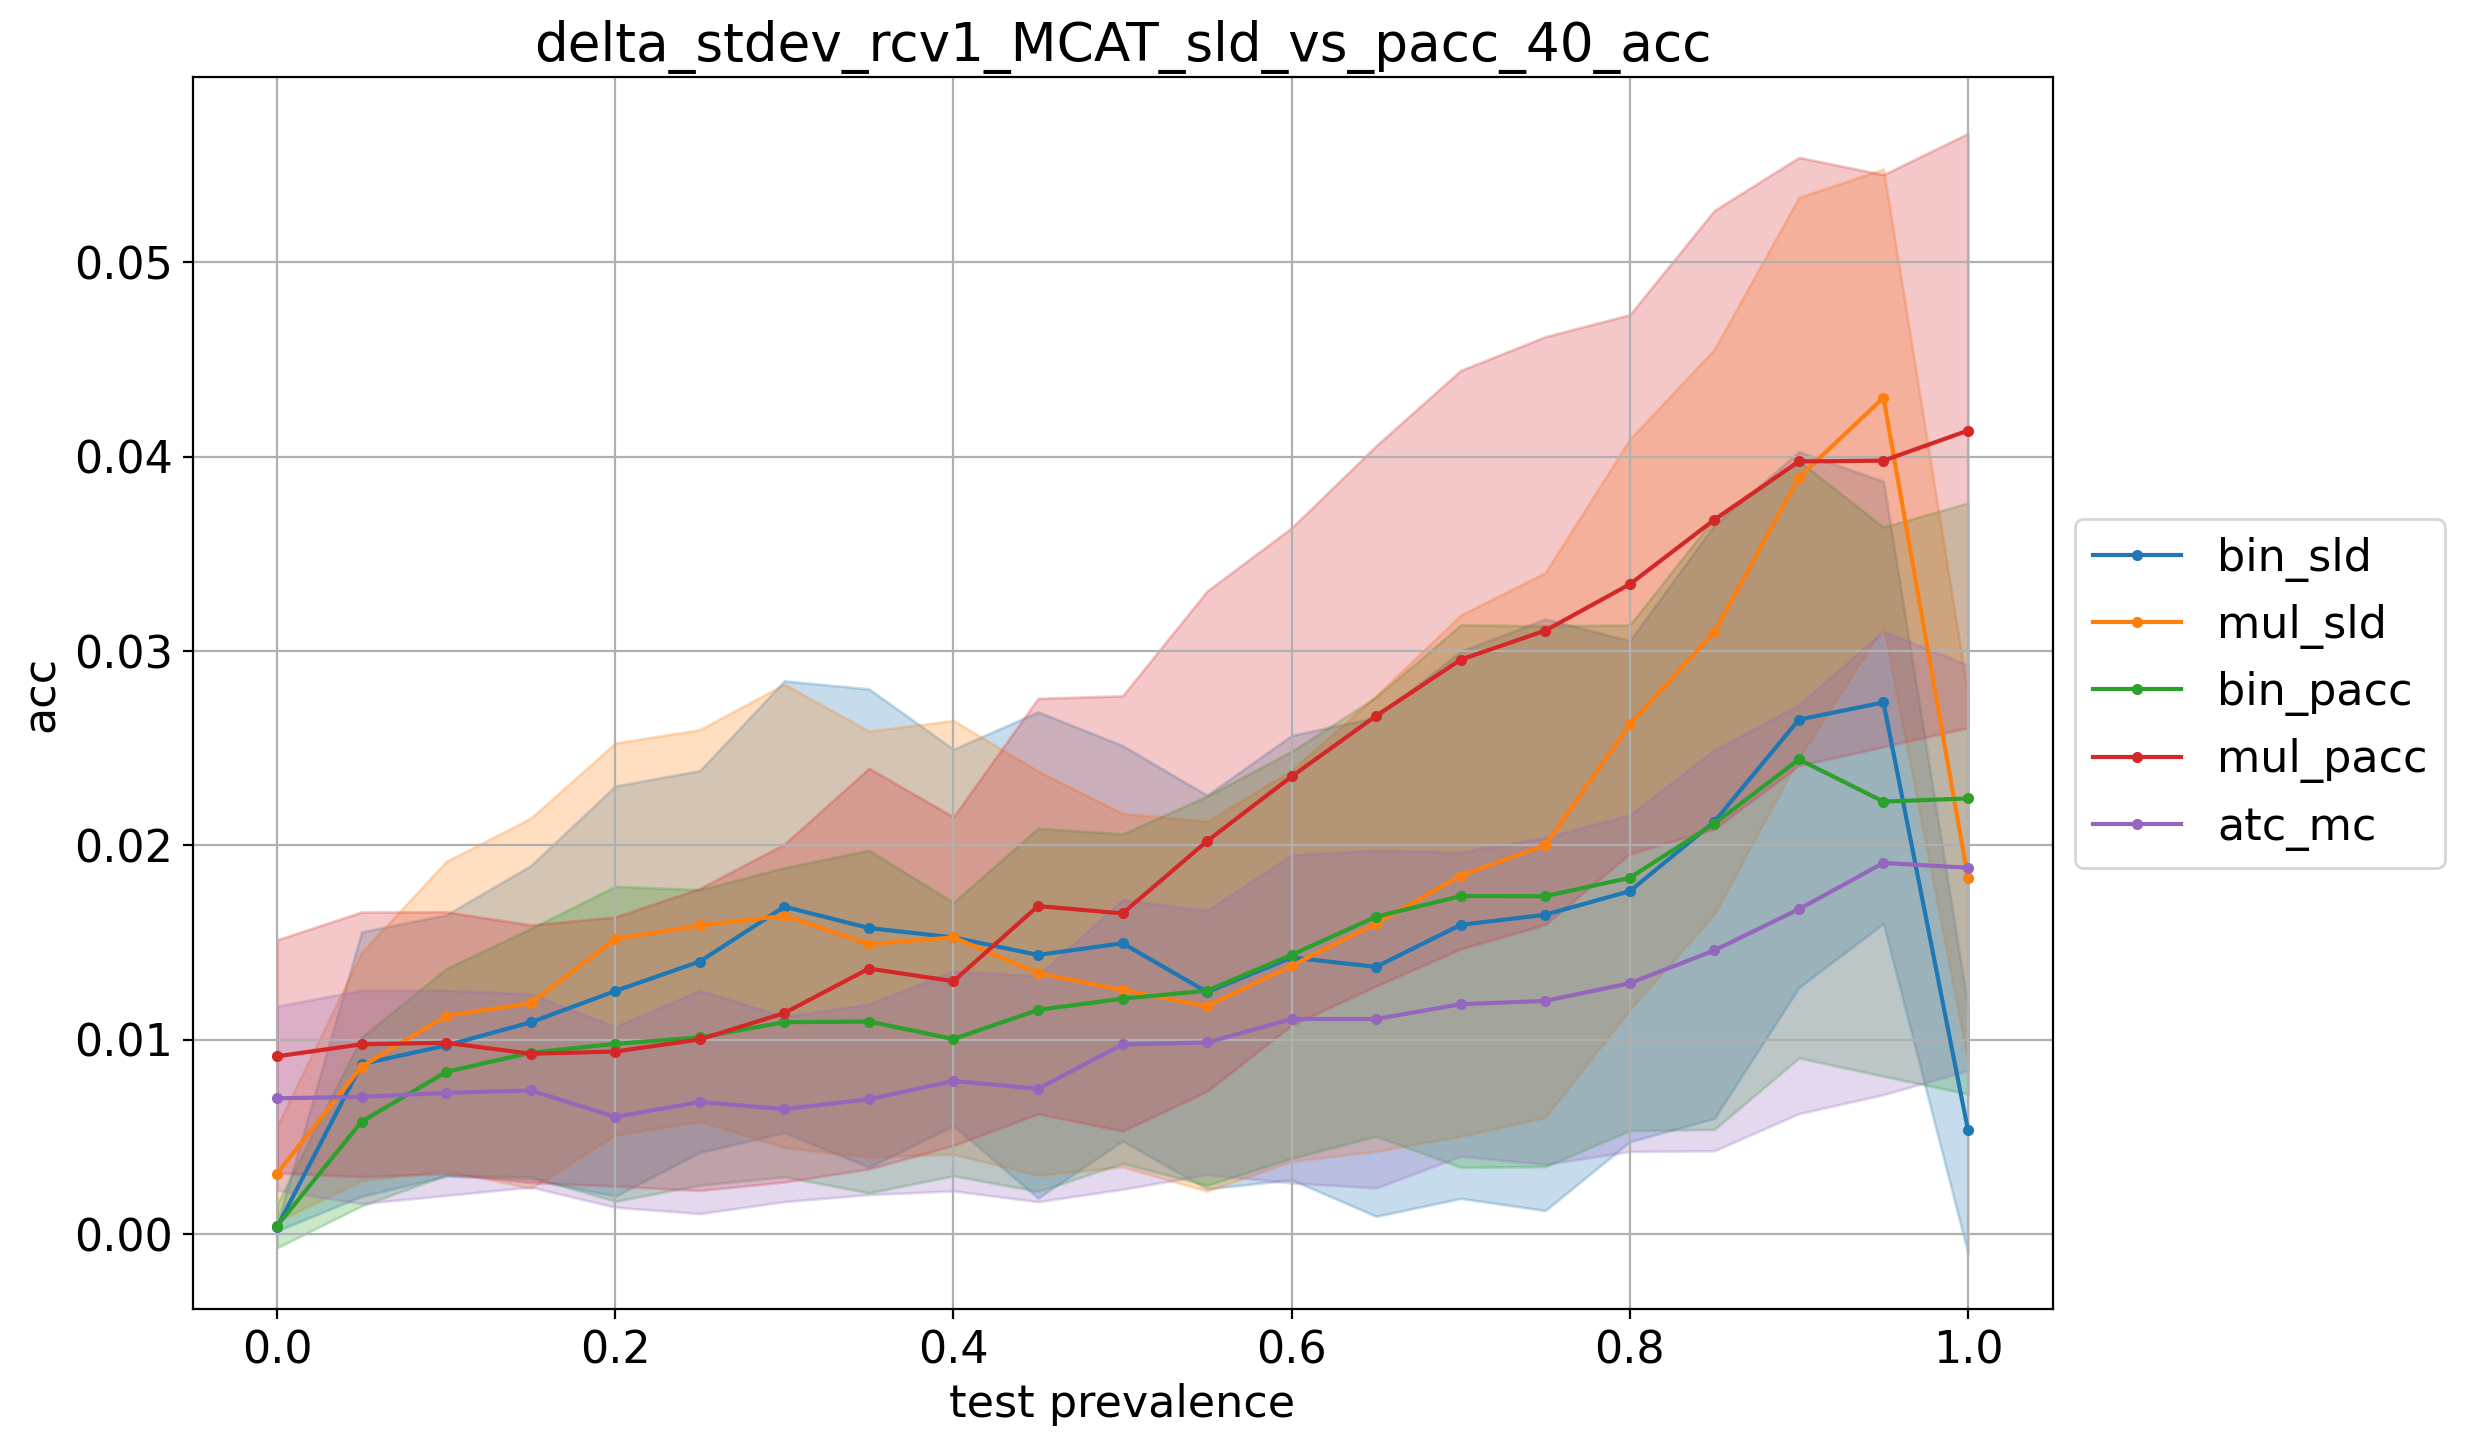 delta_stdev_rcv1_MCAT_sld_vs_pacc_40_acc
0.05
0.04
0.03
0.02
0.01
0.00
acc
0.0 0.2 0.4 0.6 0.8 1.0
test prevalence
bin_sld
mul_sld
bin_pacc
mul_pacc
atc_mc